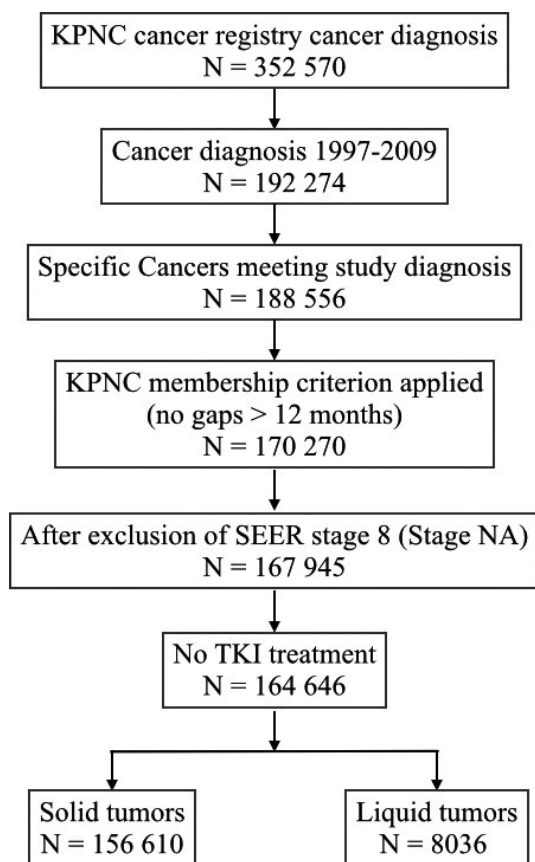 KPNC cancer registry cancer diagnosis
N = 352 570
Cancer diagnosis 1997-2009
N = 192 274
Specific Cancers meeting study diagnosis
N = 188 556
KPNC membership criterion applied
(no gaps > 12 months)
N = 170 270
After exclusion of SEER stage 8 (Stage NA)
N = 167 945
No TKI treatment
N = 164 646
Solid tumors
N = 156 610
Liquid tumors
N = 8036